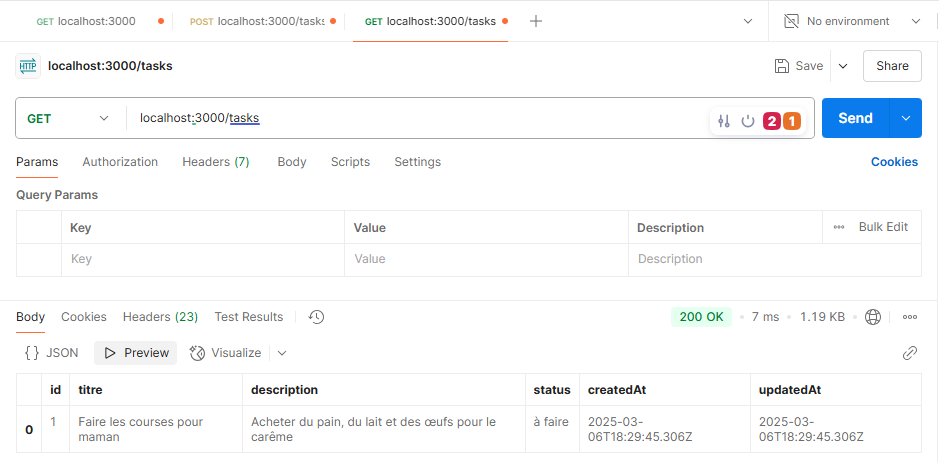 GET localhost:3000
POST localhost:3000/tasks
GET localhost:3000/tasks
No environment
HTTP localhost:3000/tasks
Save
Share
GET
localhost:3000/tasks
2 1
Send
Params Authorization Headers (7) Body Scripts Settings Cookies
Query Params
Key Value Description Bulk Edit
Key Value Description
Body Cookies Headers (23) Test Results 200 OK 7 ms 1.19 KB
{} JSON Preview Visualize
id titre description status createdAt updatedAt
0 1 Faire les courses pour maman Acheter du pain, du lait et des œufs pour le carême à faire 2025-03-06T18:29:45.306Z 2025-03-06T18:29:45.306Z